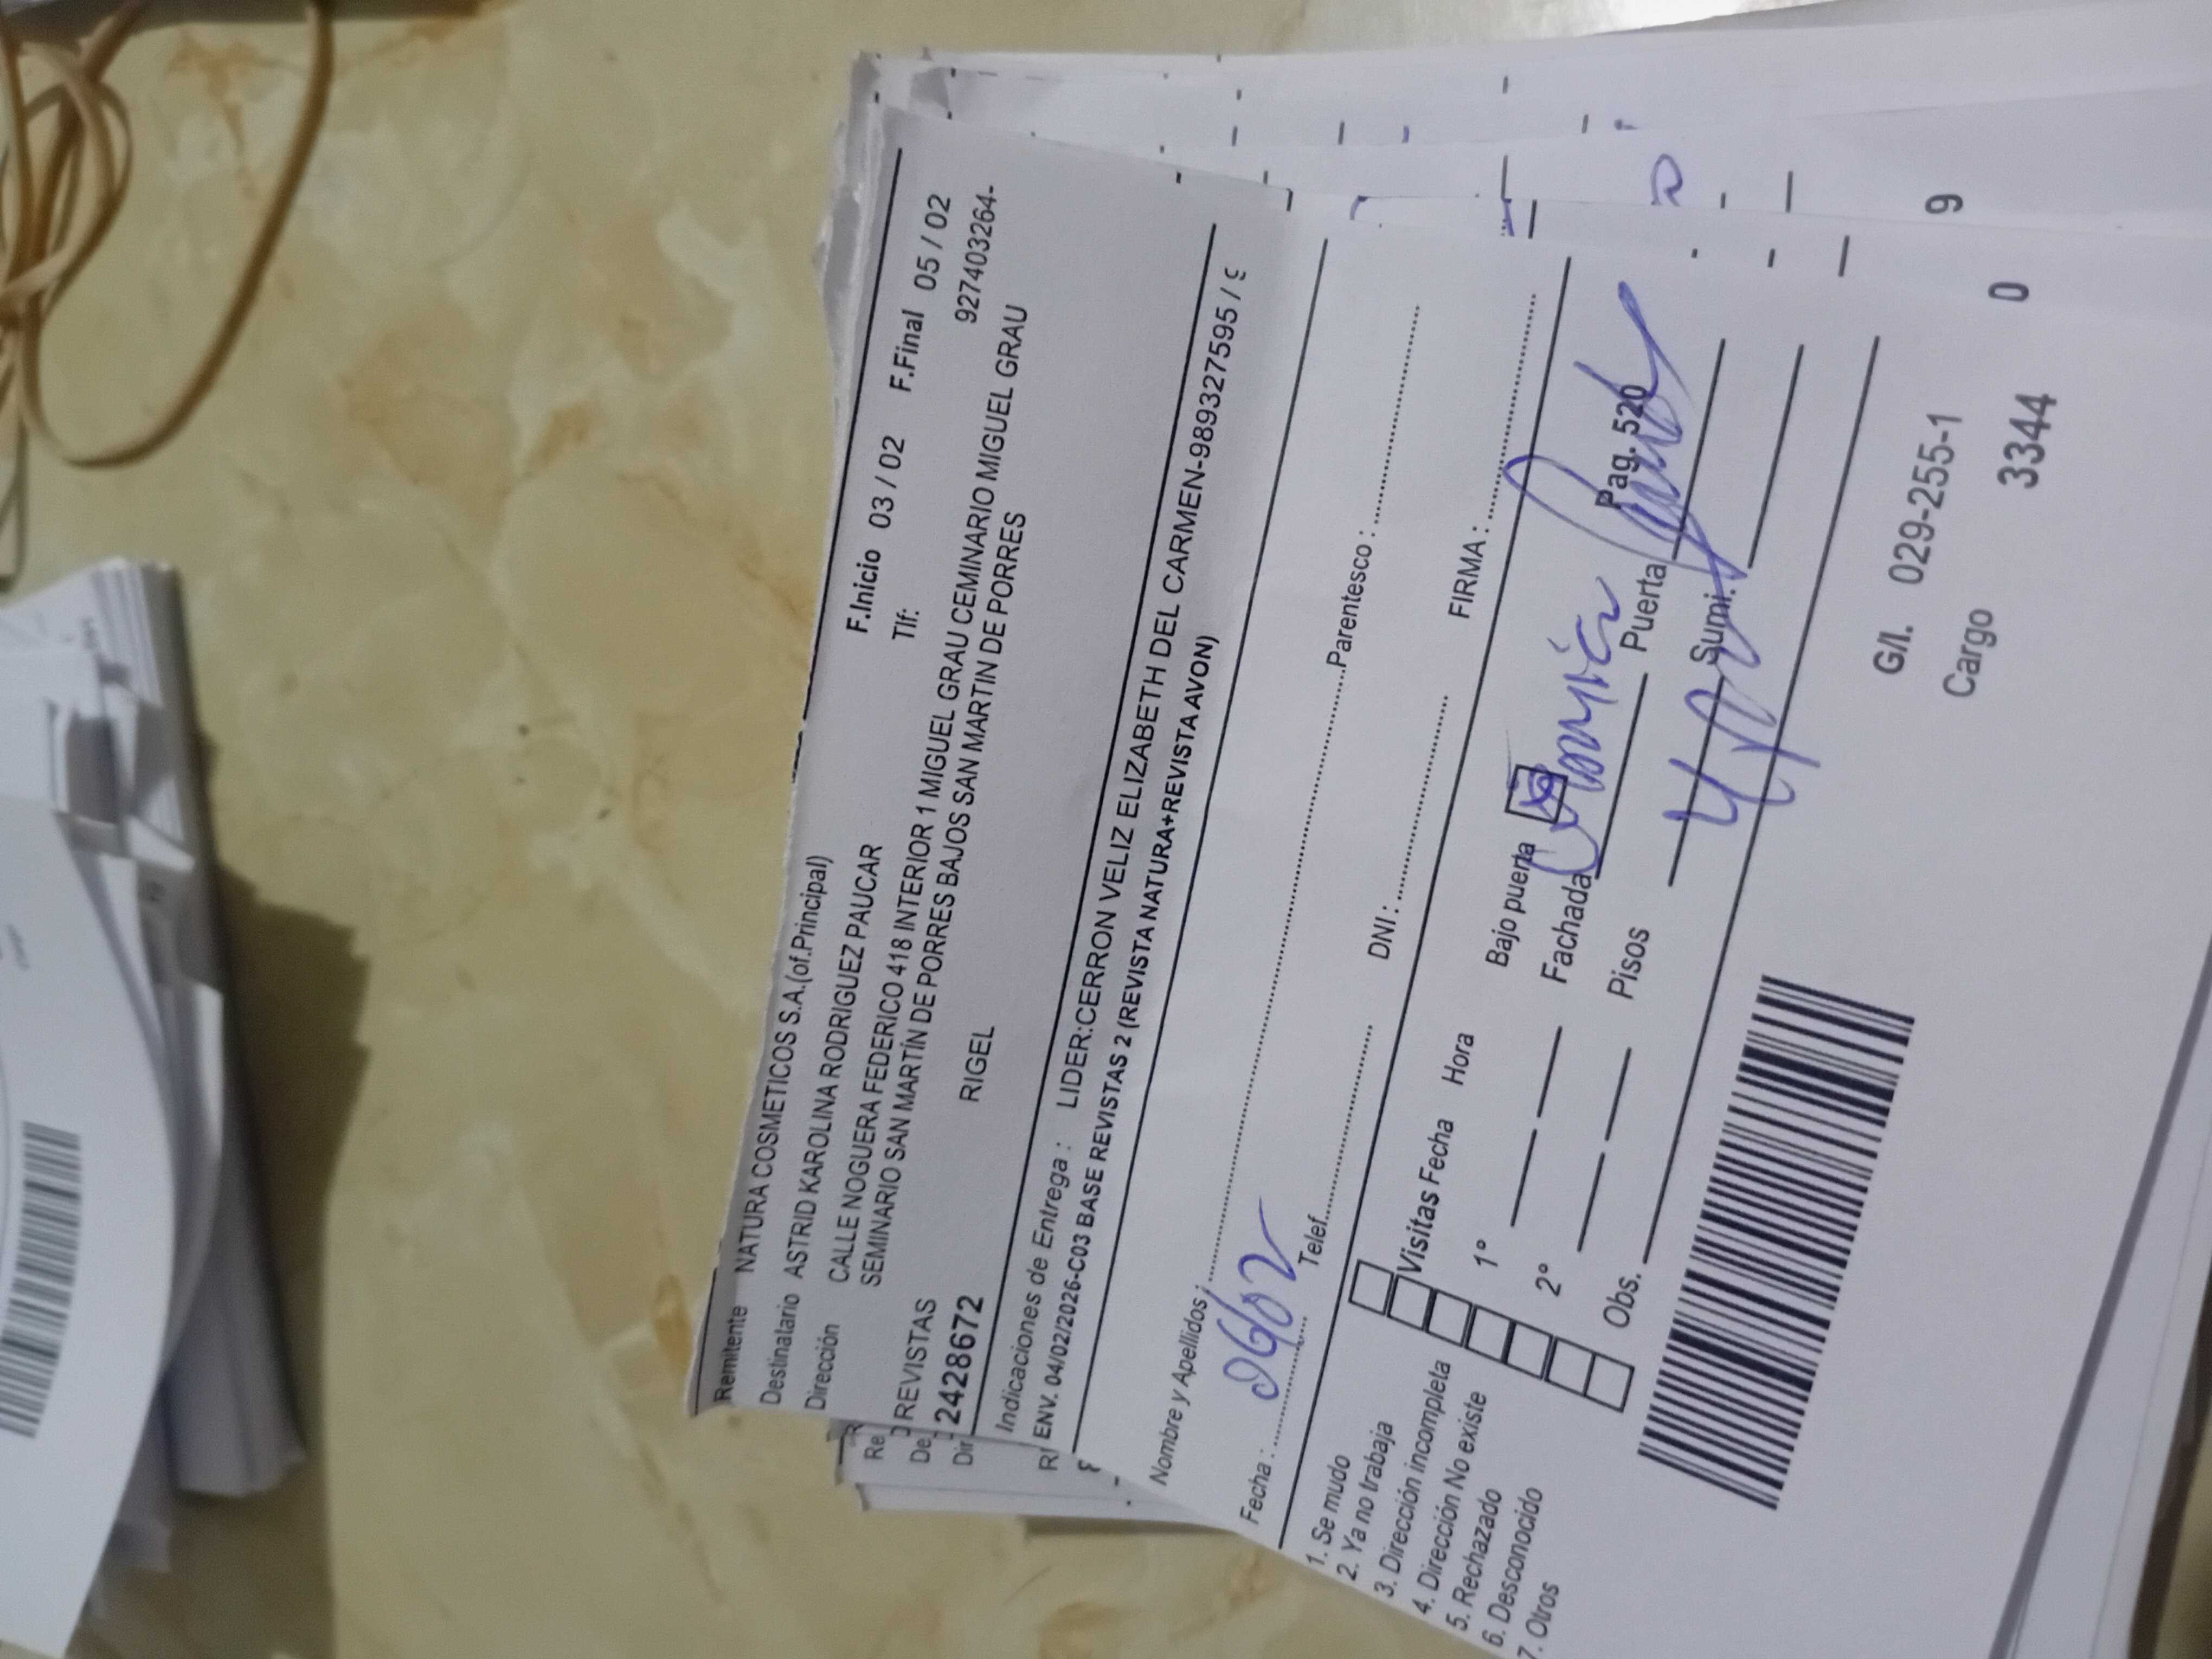 Remitente NATURA COSMETICOS S.A.(of.Principal)
Destinatario ASTRID KAROLINA RODRIGUEZ PAUCAR F.Inicio 03 / 02 F.Final 05 / 02
Dirección CALLE NOGUERA FEDERICO 418 INTERIOR 1 MIGUEL GRAU CEMINARIO MIGUEL GRAU Tlf: 927403264-
SEMINARIO SAN MARTÍN DE PORRES BAJOS SAN MARTIN DE PORRES
REVISTAS
2428672 RIGEL
Indicaciones de Entrega : LIDER:CERRON VELIZ ELIZABETH DEL CARMEN-989327595 /
ENV. 04/02/2026-C03 BASE REVISTAS 2 (REVISTA NATURA+REVISTA AVON)
Nombre y Apellidos : Parentesco :
Fecha : Telef. DNI : FIRMA :
1. Se mudo
2. Ya no trabaja
3. Dirección incompleta
4. Dirección No existe
5. Rechazado
6. Desconocido
7. Otros
Visitas Fecha Hora Bajo puerta
1° Fachada Puerta Pag. 520
2° Pisos Sumi.
Obs.
G/l. 029-255-1 9
Cargo 3344 0
Re
De
Dir